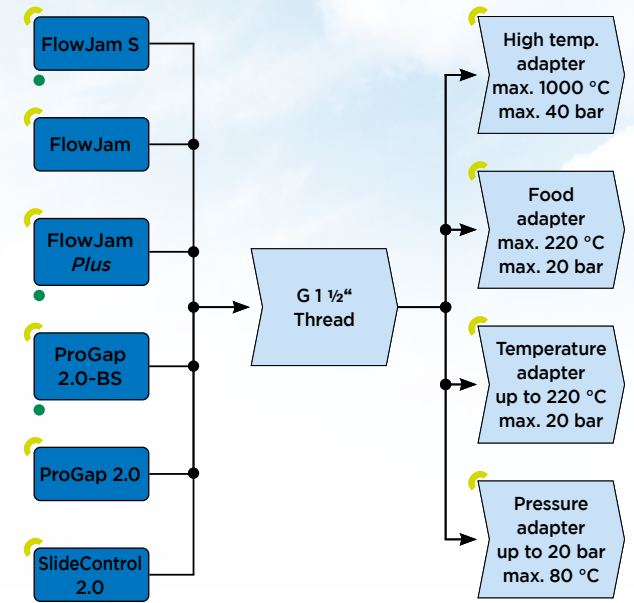 FlowJam S
FlowJam
FlowJam
Plus
ProGap
2.0-BS
ProGap 2.0
SlideControl
2.0
G 1 ½“
Thread
High temp.
adapter
max. 1000 °C
max. 40 bar
Food
adapter
max. 220 °C
max. 20 bar
Temperature
adapter
up to 220 °C
max. 20 bar
Pressure
adapter
up to 20 bar
max. 80 °C